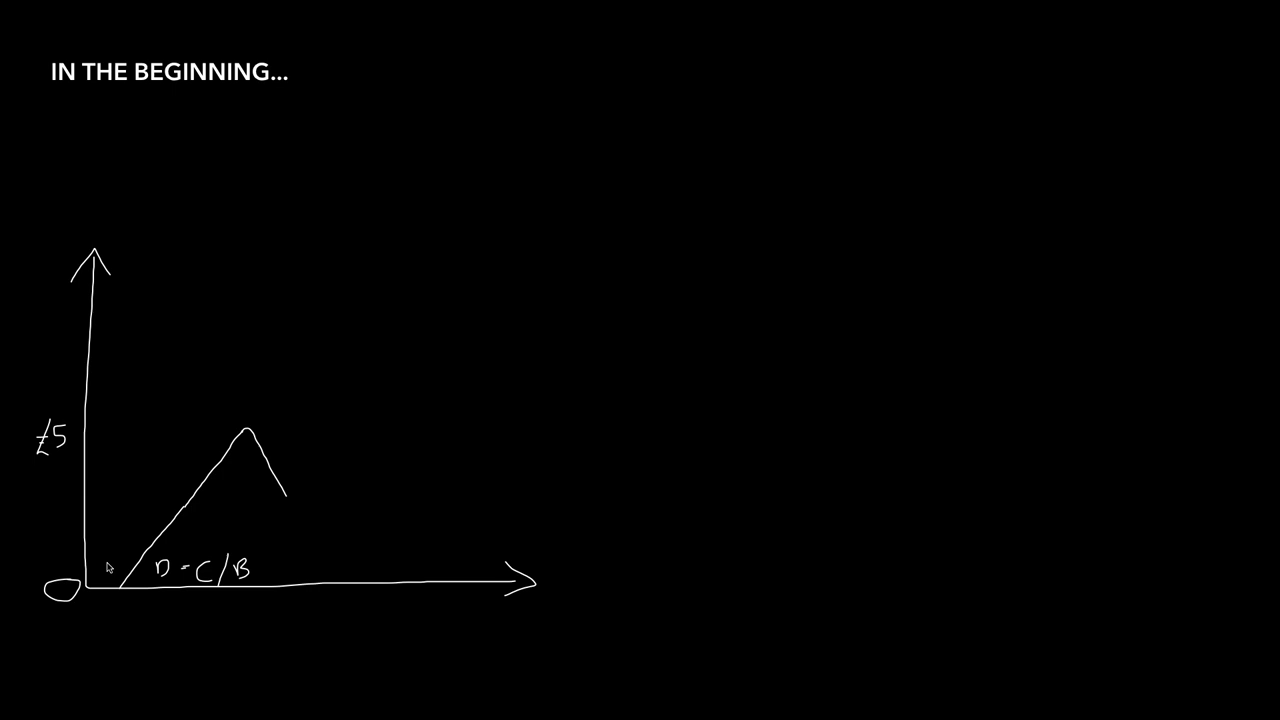 IN THE BEGINNING...
£5
D = C/B
0